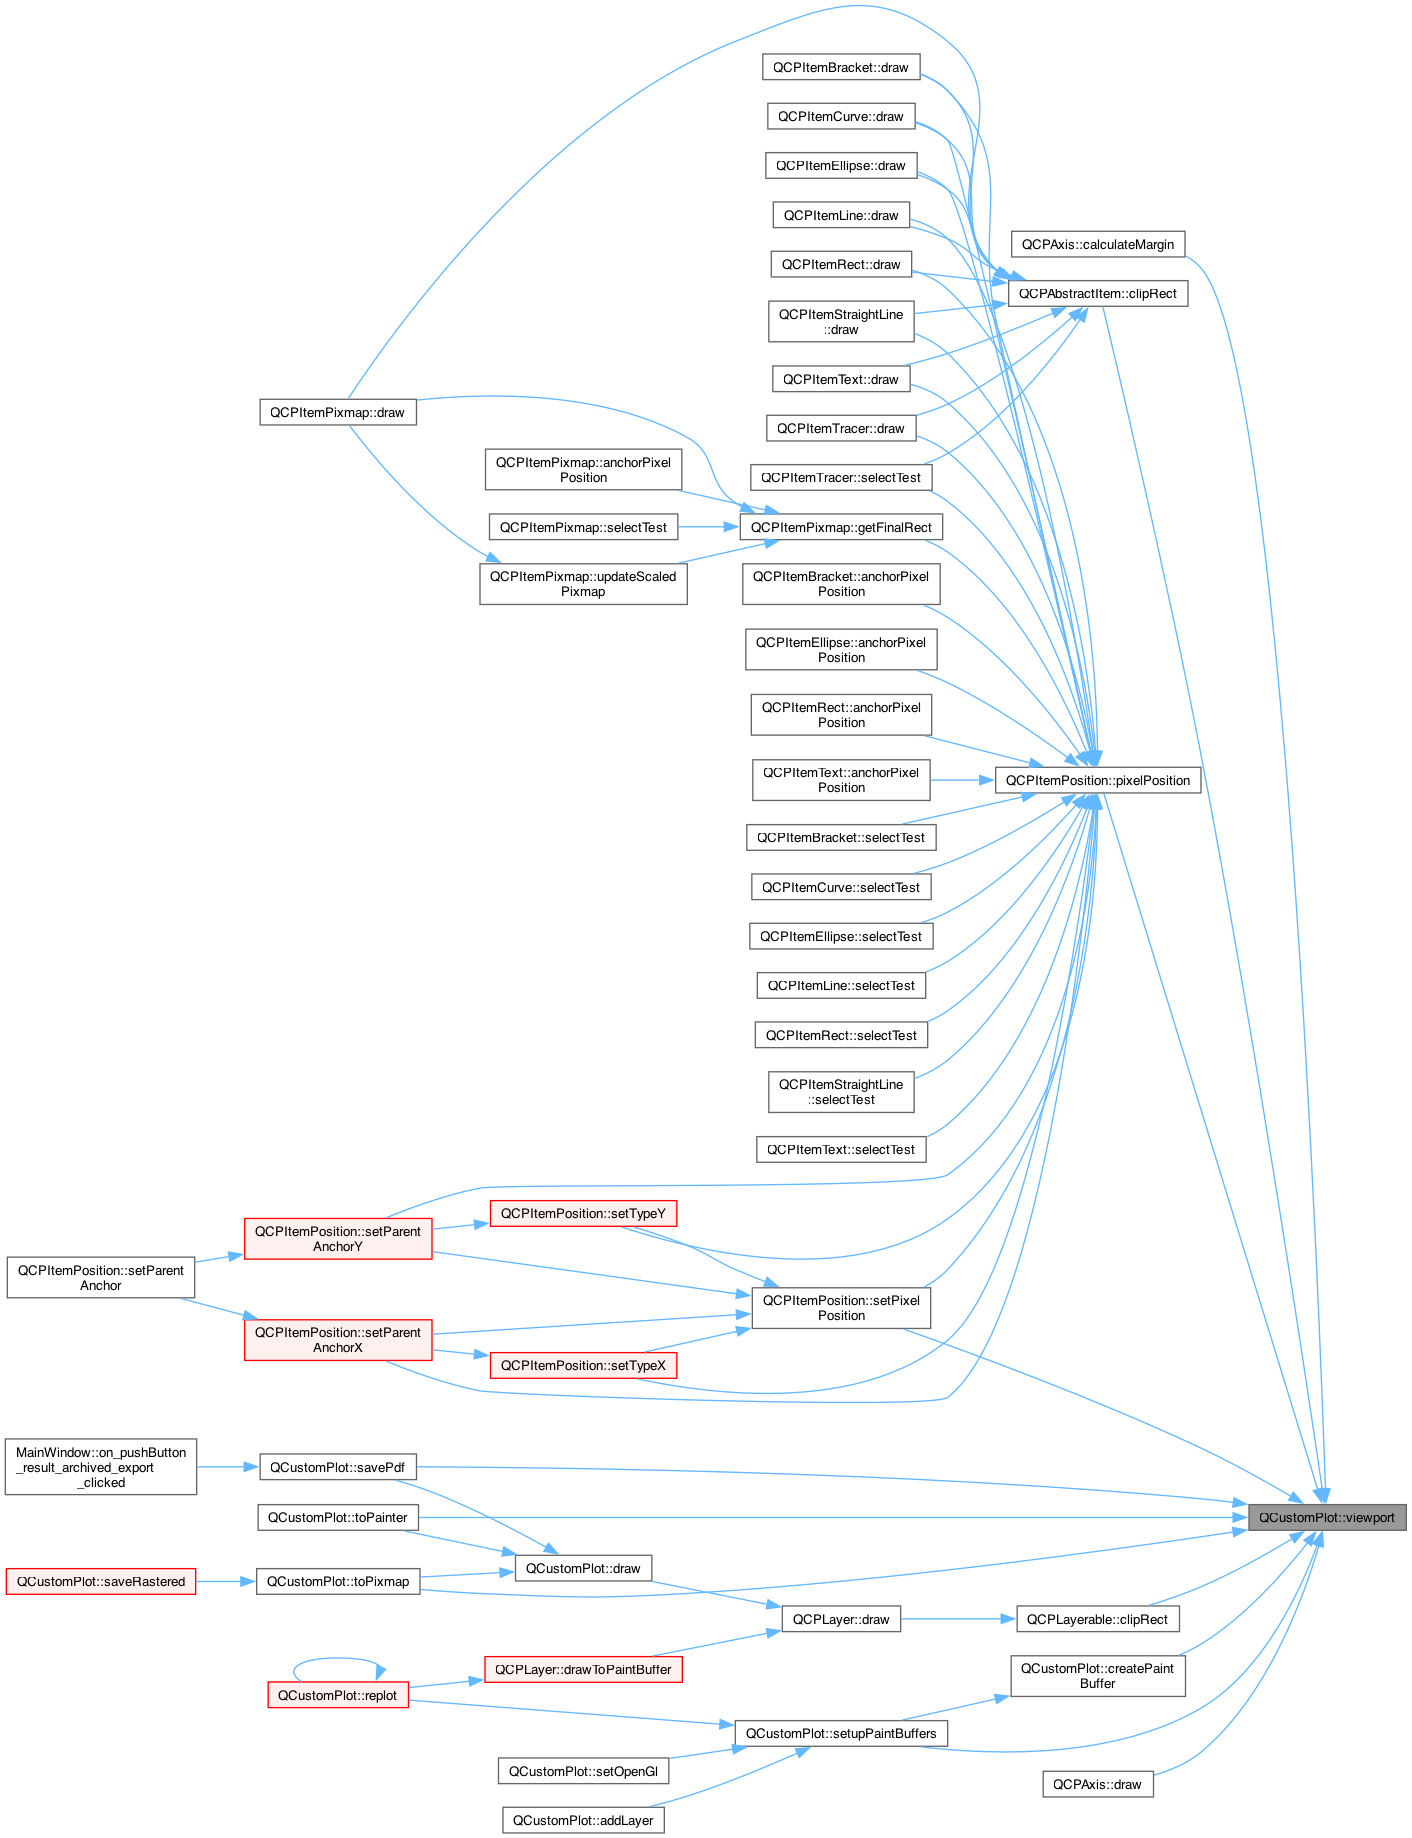 QCPItemBracket::draw
QCPItemCurve::draw
QCPItemEllipse::draw
QCPItemLine::draw
QCPAxis::calculateMargin
QCPItemRect::draw
QCPAbstractItem::clipRect
QCPItemStraightLine
::draw
QCPItemText::draw
QCPItemPixmap::draw
QCPItemTracer::draw
QCPItemPixmap::anchorPixel
Position
QCPItemTracer::selectTest
QCPItemPixmap::selectTest
QCPItemPixmap::getFinalRect
QCPItemPixmap::updateScaled
Pixmap
QCPItemBracket::anchorPixel
Position
QCPItemEllipse::anchorPixel
Position
QCPItemRect::anchorPixel
Position
QCPItemText::anchorPixel
Position
QCPItemPosition::pixelPosition
QCPItemBracket::selectTest
QCPItemCurve::selectTest
QCPItemEllipse::selectTest
QCPItemLine::selectTest
QCPItemRect::selectTest
QCPItemStraightLine
::selectTest
QCPItemText::selectTest
QCPItemPosition::setTypeY
QCPItemPosition::setParent
AnchorY
QCPItemPosition::setParent
Anchor
QCPItemPosition::setPixel
Position
QCPItemPosition::setParent
AnchorX
QCPItemPosition::setTypeX
MainWindow::on_pushButton
_result_archived_export
_clicked
QCustomPlot::savePdf
QCustomPlot::toPainter
QCustomPlot::viewport
QCustomPlot::draw
QCustomPlot::saveRastered
QCustomPlot::toPixmap
QCPLayer::draw
QCPLayerable::clipRect
QCPLayer::drawToPaintBuffer
QCustomPlot::createPaint
Buffer
QCustomPlot::replot
QCustomPlot::setupPaintBuffers
QCustomPlot::setOpenGl
QCPAxis::draw
QCustomPlot::addLayer